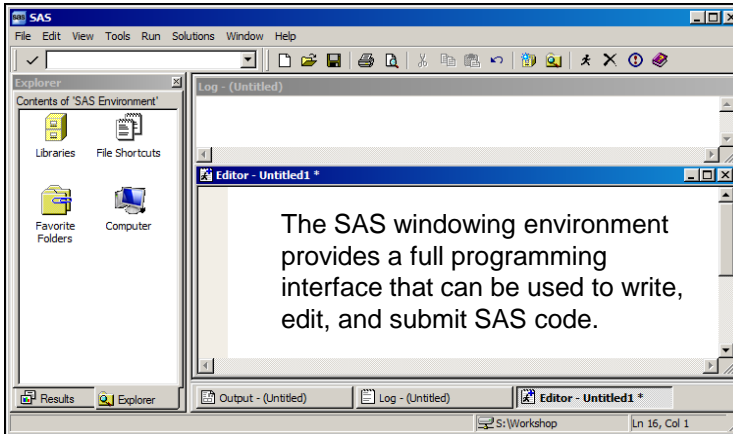 SAS
File Edit View Tools Run Solutions Window Help
Explorer
Contents of 'SAS Environment'
Libraries
File Shortcuts
Favorite
Folders
Computer
Log - (Untitled)
Editor - Untitled1 *
The SAS windowing environment
provides a full programming
interface that can be used to write,
edit, and submit SAS code.
Results
Explorer
Output - (Untitled)
Log - (Untitled)
Editor - Untitled1 *
S:\Workshop
Ln 16, Col 1